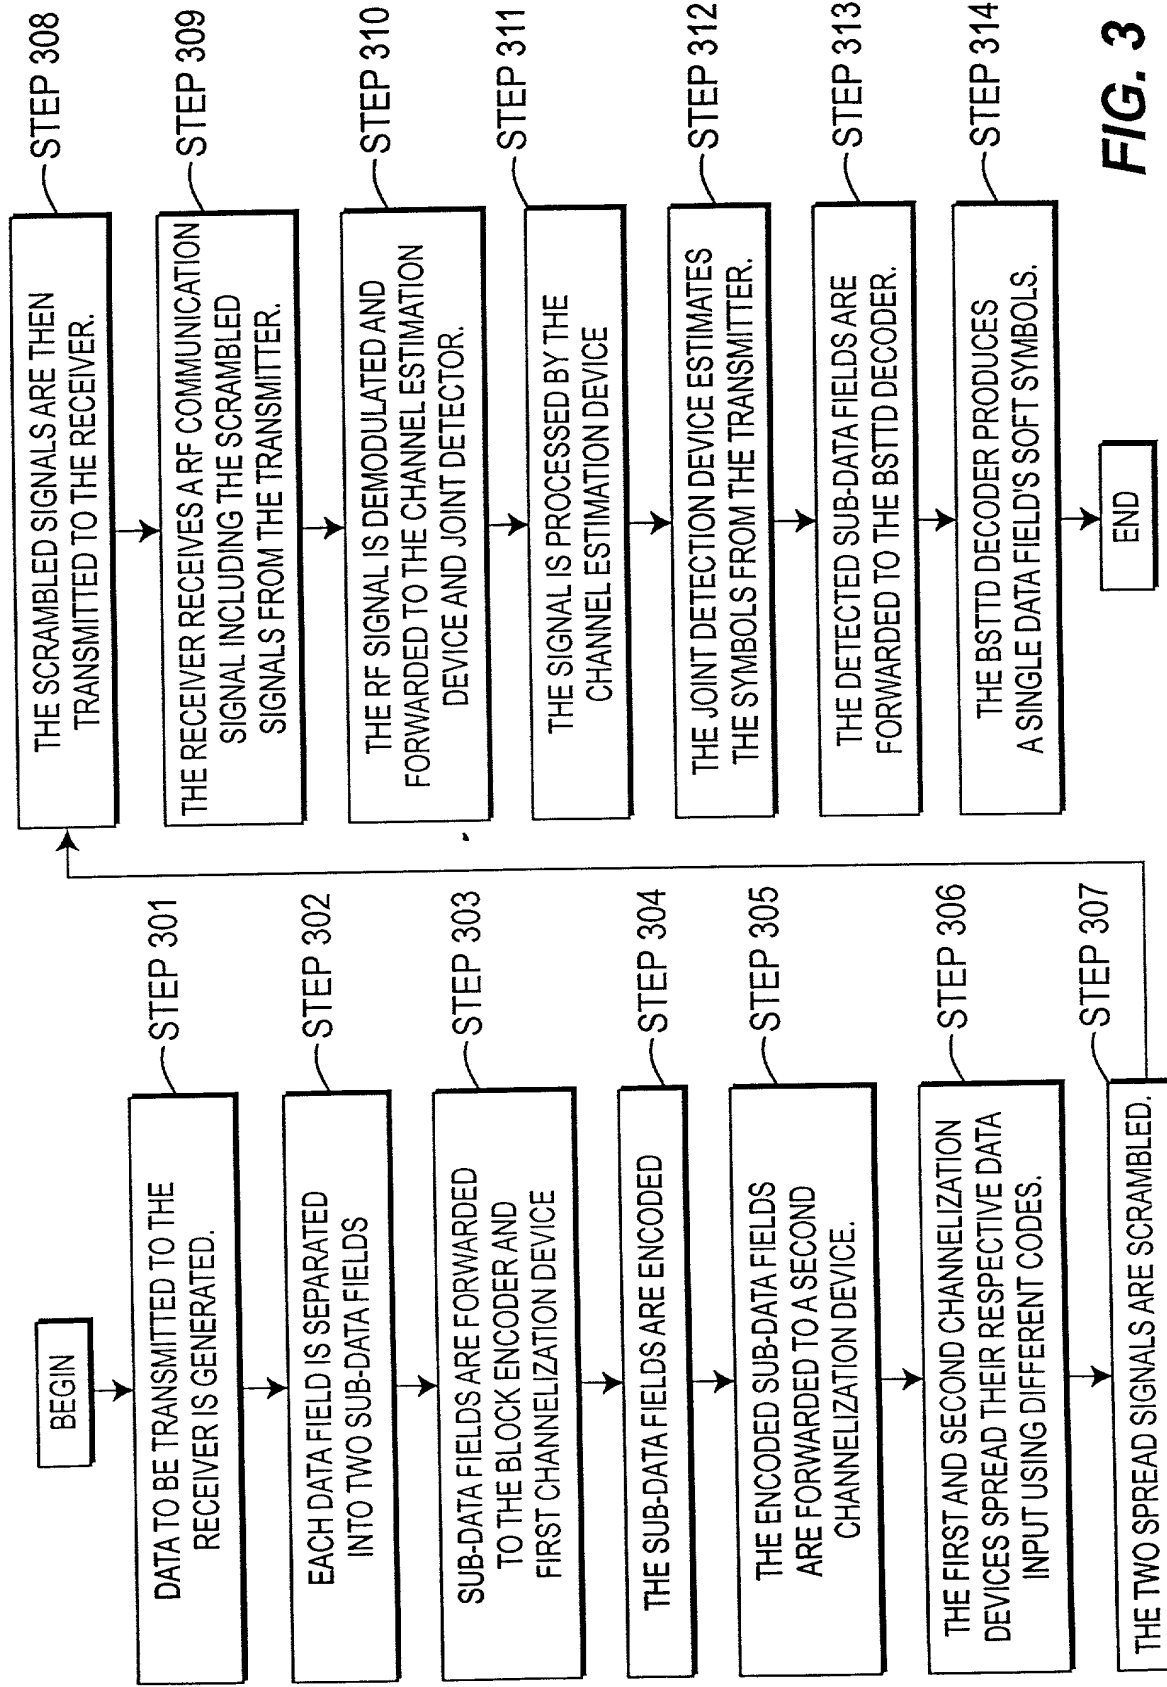 BEGIN
DATA TO BE TRANSMITTED TO THE
RECEIVER IS GENERATED.
STEP 301
EACH DATA FIELD IS SEPARATED
INTO TWO SUB-DATA FIELDS
STEP 302
SUB-DATA FIELDS ARE FORWARDED
TO THE BLOCK ENCODER AND
FIRST CHANNELIZATION DEVICE
STEP 303
THE SUB-DATA FIELDS ARE ENCODED
STEP 304
THE ENCODED SUB-DATA FIELDS
ARE FORWARDED TO A SECOND
CHANNELIZATION DEVICE.
STEP 305
THE FIRST AND SECOND CHANNELIZATION
DEVICES SPREAD THEIR RESPECTIVE DATA
INPUT USING DIFFERENT CODES.
STEP 306
THE TWO SPREAD SIGNALS ARE SCRAMBLED.
STEP 307
THE SCRAMBLED SIGNALS ARE THEN
TRANSMITTED TO THE RECEIVER.
STEP 308
THE RECEIVER RECEIVES A RF COMMUNICATION
SIGNAL INCLUDING THE SCRAMBLED
SIGNALS FROM THE TRANSMITTER.
STEP 309
THE RF SIGNAL IS DEMODULATED AND
FORWARDED TO THE CHANNEL ESTIMATION
DEVICE AND JOINT DETECTOR.
STEP 310
THE SIGNAL IS PROCESSED BY THE
CHANNEL ESTIMATION DEVICE
STEP 311
THE JOINT DETECTION DEVICE ESTIMATES
THE SYMBOLS FROM THE TRANSMITTER.
STEP 312
THE DETECTED SUB-DATA FIELDS ARE
FORWARDED TO THE BSTTD DECODER.
STEP 313
THE BSTTD DECODER PRODUCES
A SINGLE DATA FIELD'S SOFT SYMBOLS.
STEP 314
END
FIG. 3